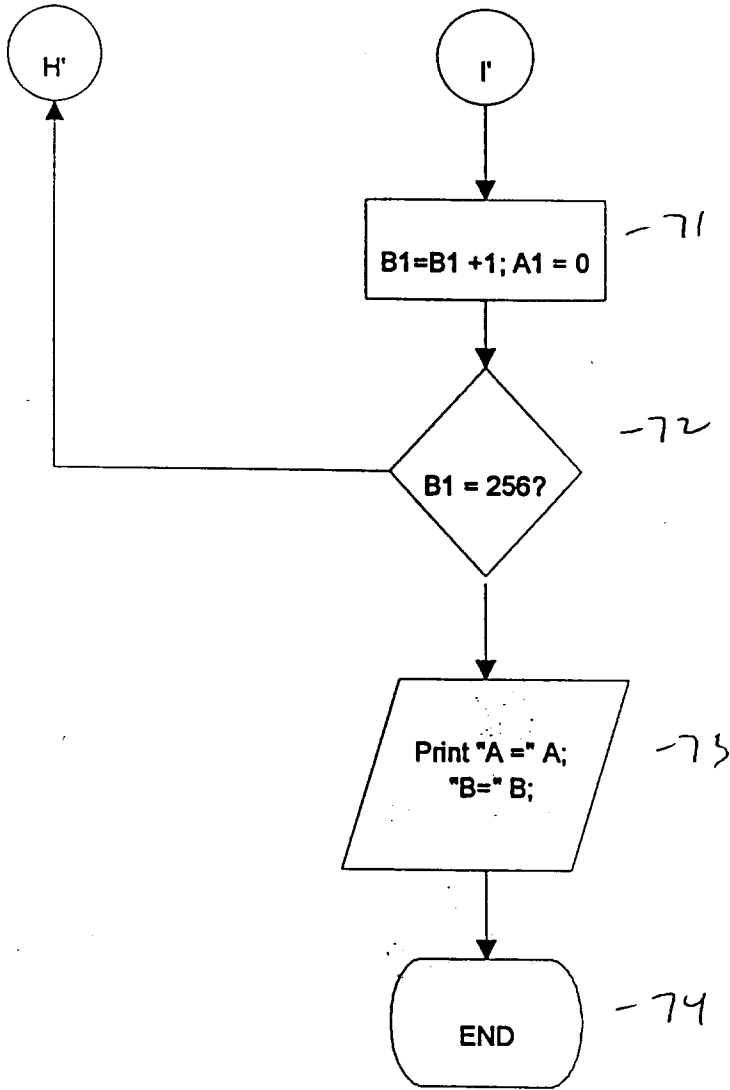 H'
I'
B1=B1 +1; A1 = 0
-71
B1 = 256?
-72
Print "A =" A;
"B=" B;
-73
END
-74